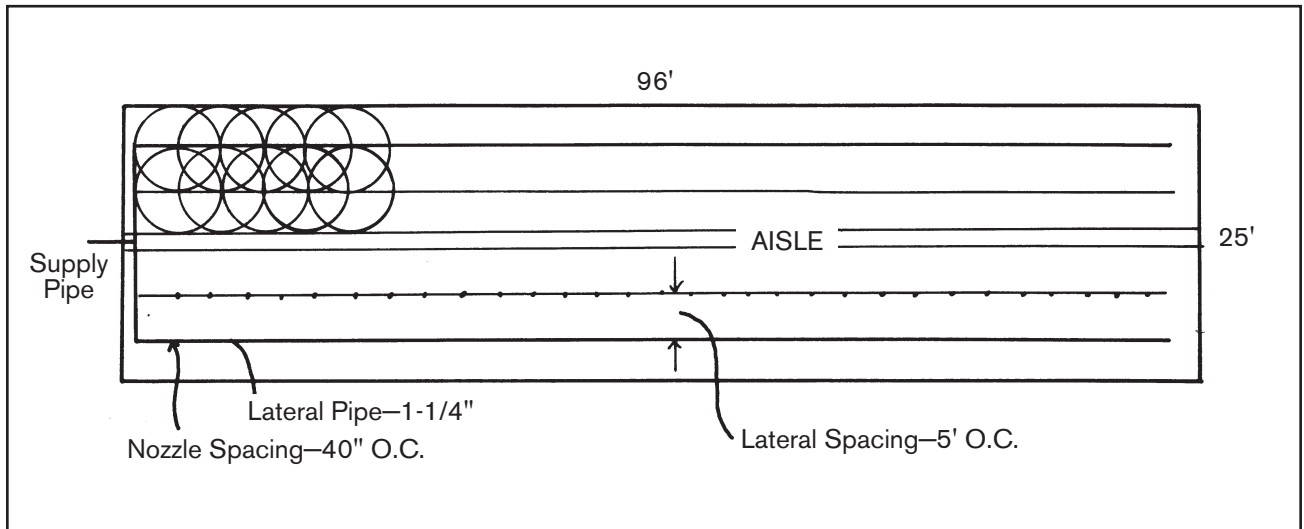 96'
AISLE
25'
Supply
Pipe
Lateral Pipe—1-1/4"
Nozzle Spacing—40" O.C.
Lateral Spacing—5' O.C.